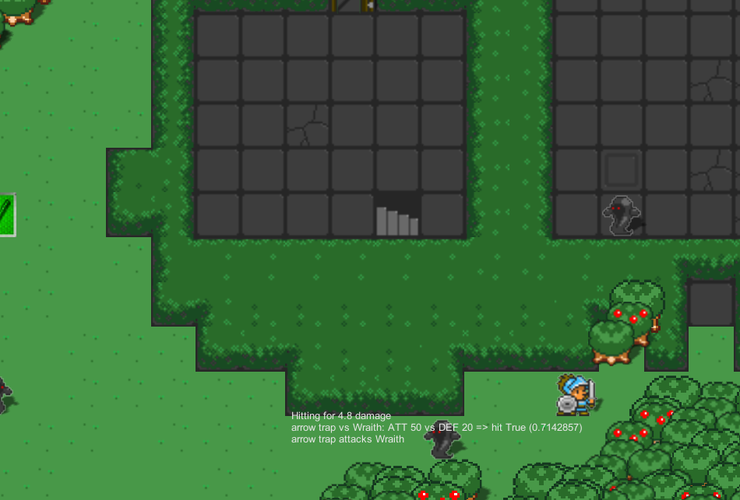 Hitting for 4.8 damage
arrow trap vs Wraith: ATT 50 vs DEF 20 => hit True (0.7142857)
arrow trap attacks Wraith